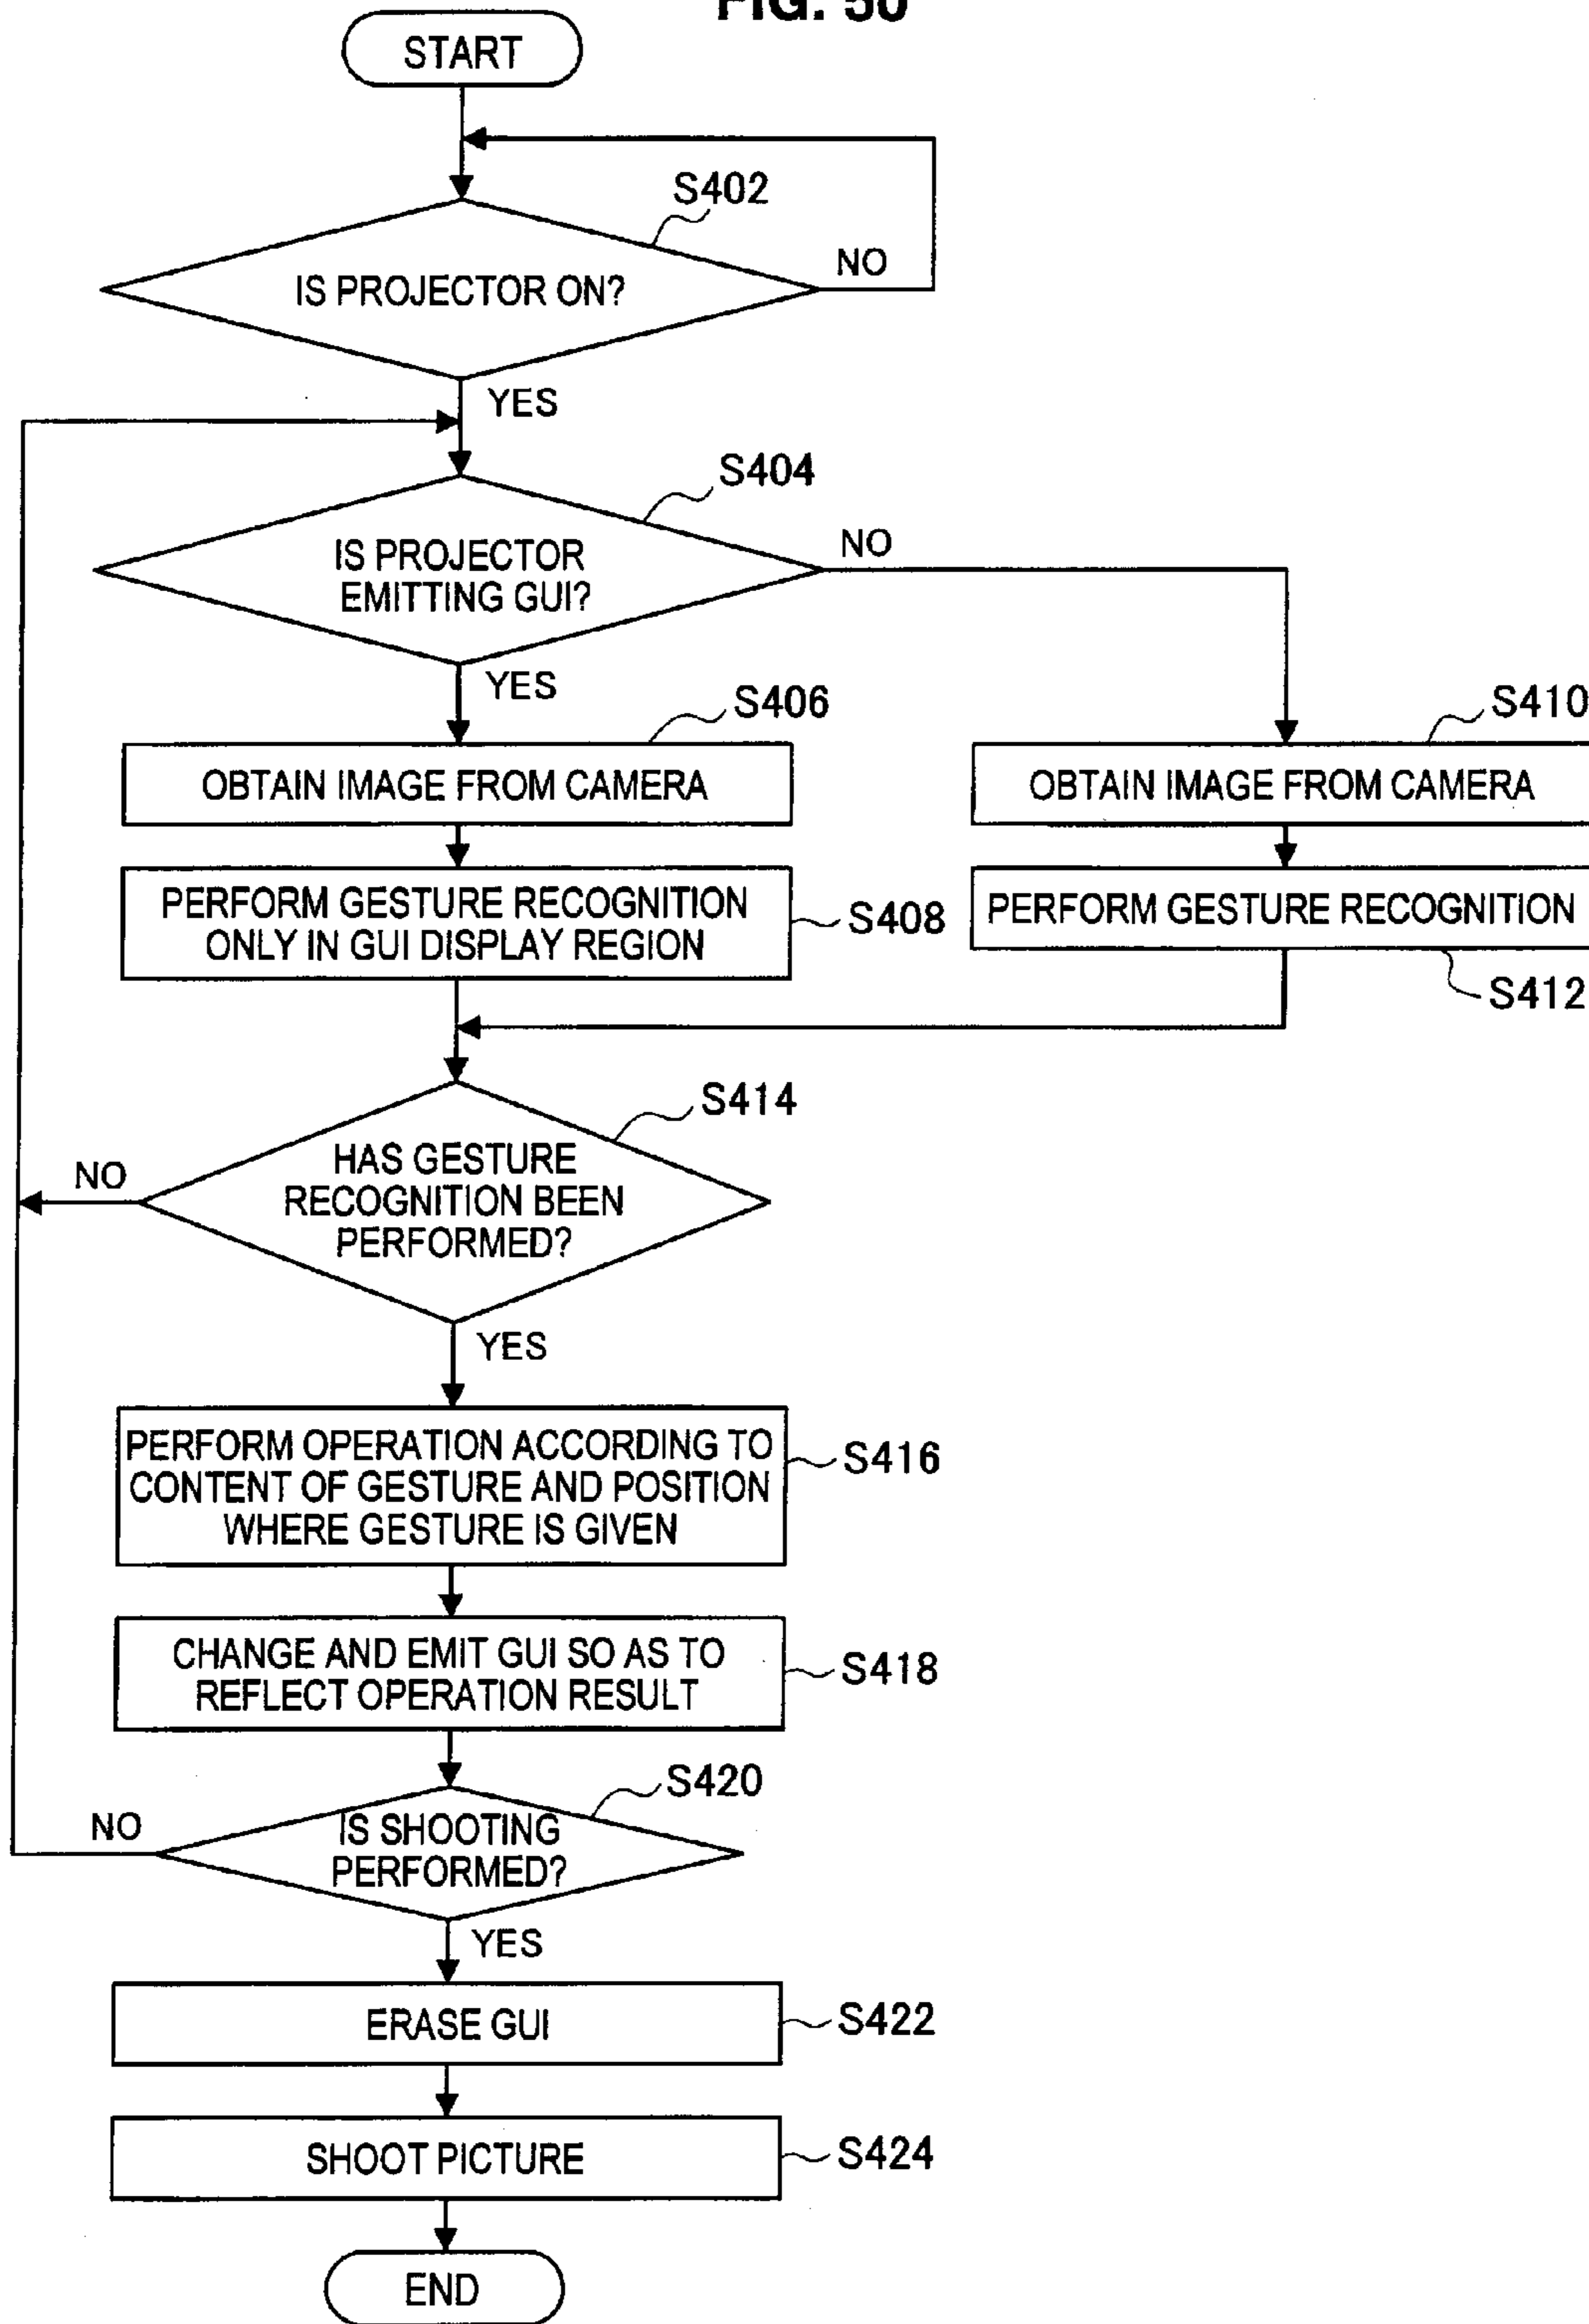 FIG. 50
START
S402
IS PROJECTOR ON?
NO
YES
S404
IS PROJECTOR
EMITTING GUI?
NO
YES
S406
S410
OBTAIN IMAGE FROM CAMERA
OBTAIN IMAGE FROM CAMERA
PERFORM GESTURE RECOGNITION
ONLY IN GUI DISPLAY REGION
S408
PERFORM GESTURE RECOGNITION
S412
S414
HAS GESTURE
RECOGNITION BEEN
PERFORMED?
NO
YES
PERFORM OPERATION ACCORDING TO
CONTENT OF GESTURE AND POSITION
WHERE GESTURE IS GIVEN
S416
CHANGE AND EMIT GUI SO AS TO
REFLECT OPERATION RESULT
S418
S420
IS SHOOTING
PERFORMED?
NO
YES
ERASE GUI
S422
SHOOT PICTURE
S424
END